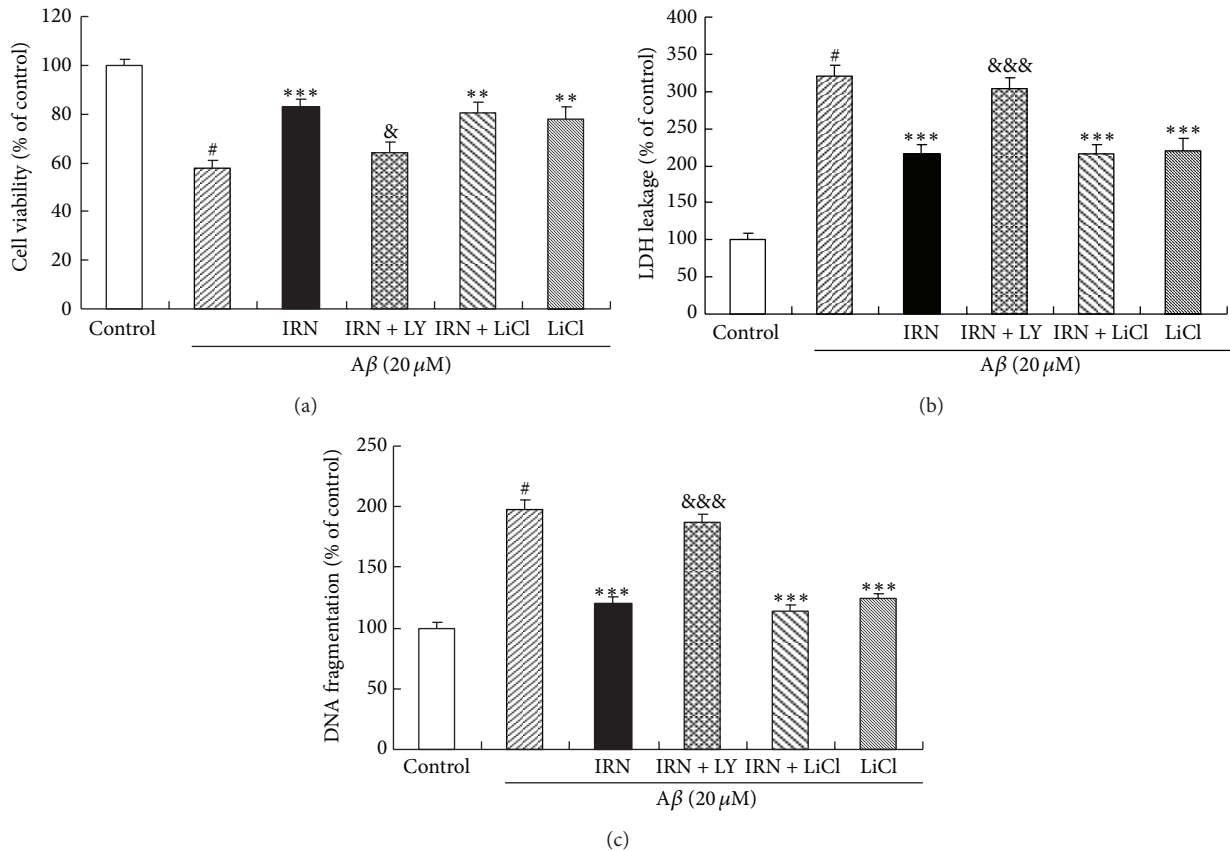 Cell viability (% of control)
120
100
80
60
40
20
0
#
***
&
**
**
Control
IRN
IRN + LY
IRN + LiCl
LiCl
Aβ (20 μM)
(a)
LDH leakage (% of control)
400
350
300
250
200
150
100
50
0
#
***
&&&
***
***
Control
IRN
IRN + LY
IRN + LiCl
LiCl
Aβ (20 μM)
(b)
DNA fragmentation (% of control)
250
200
150
100
50
0
#
***
&&&
***
***
Control
IRN
IRN + LY
IRN + LiCl
LiCl
Aβ (20 μM)
(c)